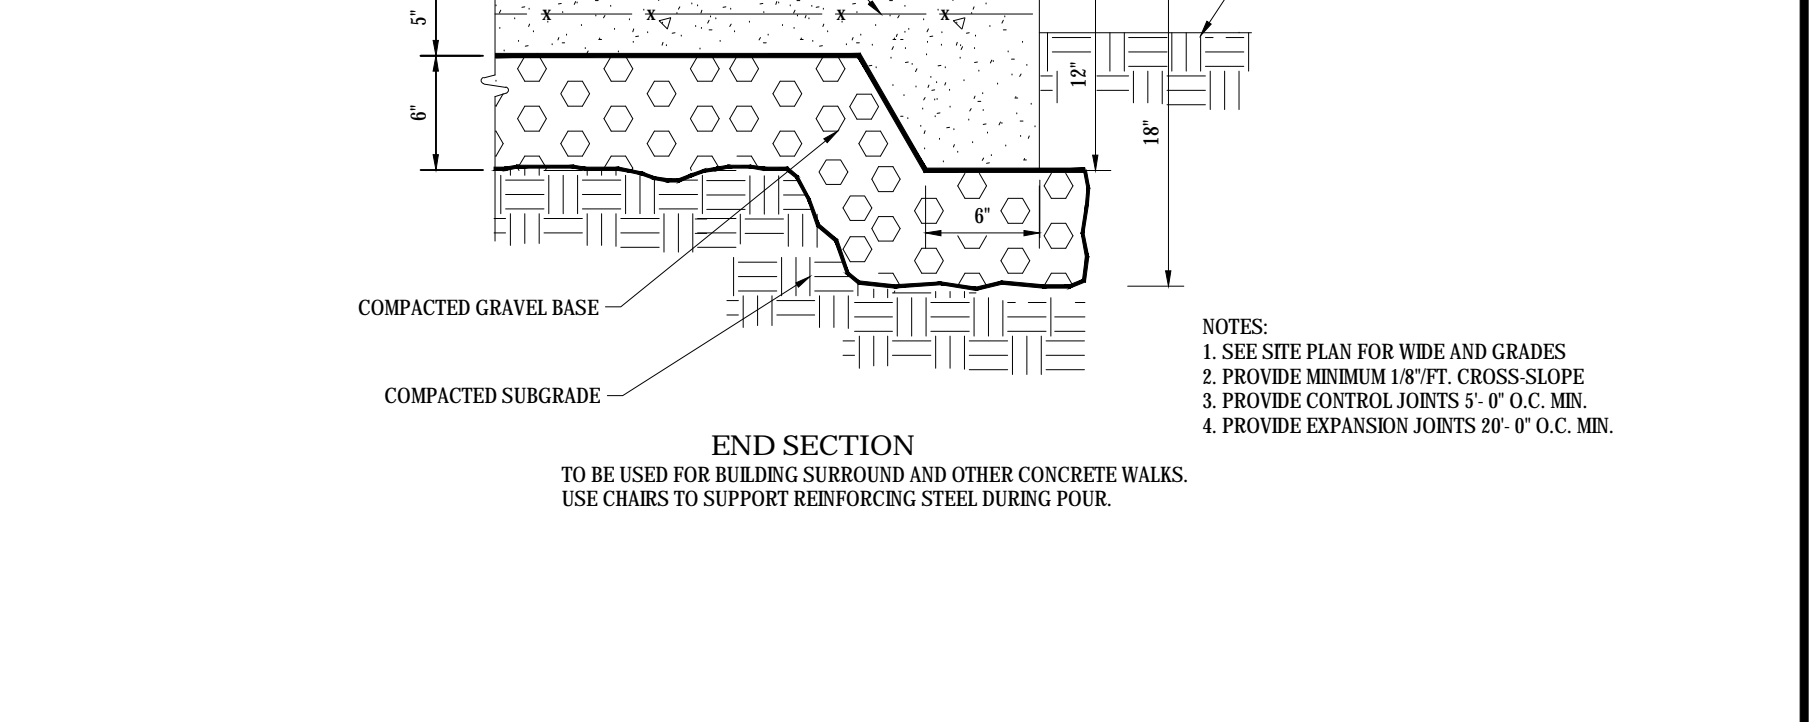 x x x x
5"
12"
6"
18"
6"
COMPACTED GRAVEL BASE
COMPACTED SUBGRADE
NOTES:
1. SEE SITE PLAN FOR WIDE AND GRADES
2. PROVIDE MINIMUM 1/8"/FT. CROSS-SLOPE
3. PROVIDE CONTROL JOINTS 5'- 0" O.C. MIN.
4. PROVIDE EXPANSION JOINTS 20'- 0" O.C. MIN.
END SECTION
TO BE USED FOR BUILDING SURROUND AND OTHER CONCRETE WALKS.
USE CHAIRS TO SUPPORT REINFORCING STEEL DURING POUR.